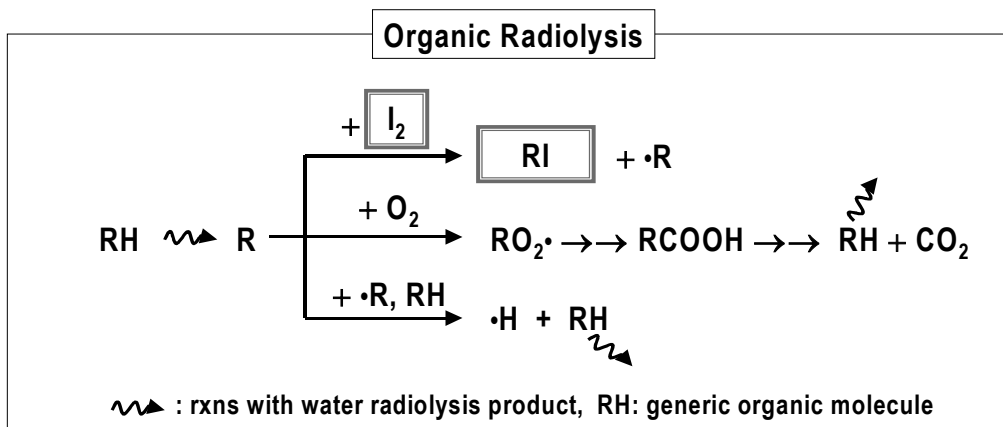 Organic Radiolysis
+ I₂
RI + •R
+ O₂
RH R RO₂• →→ RCOOH →→ RH + CO₂
+ •R, RH
•H + RH
: rxns with water radiolysis product, RH: generic organic molecule